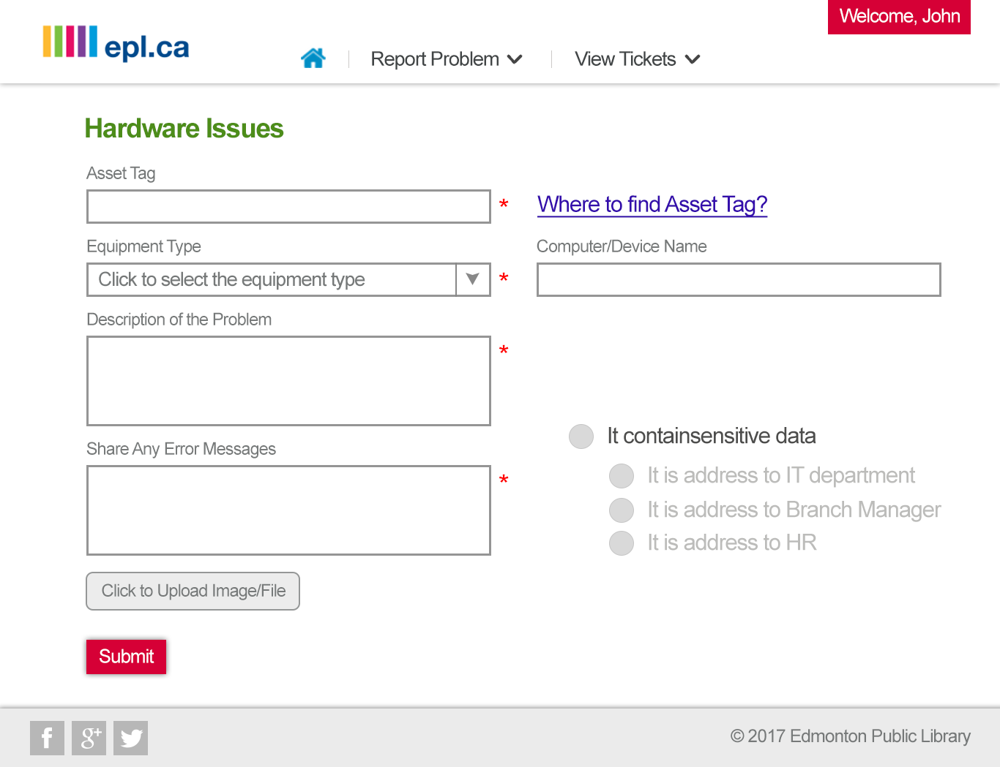 Welcome, John
epl.ca
Report Problem
View Tickets
Hardware Issues
Asset Tag
*
Where to find Asset Tag?
Equipment Type
Computer/Device Name
Click to select the equipment type
*
Description of the Problem
*
It containsensitive data
Share Any Error Messages
*
It is address to IT department
It is address to Branch Manager
It is address to HR
Click to Upload Image/File
Submit
f
g+
© 2017 Edmonton Public Library